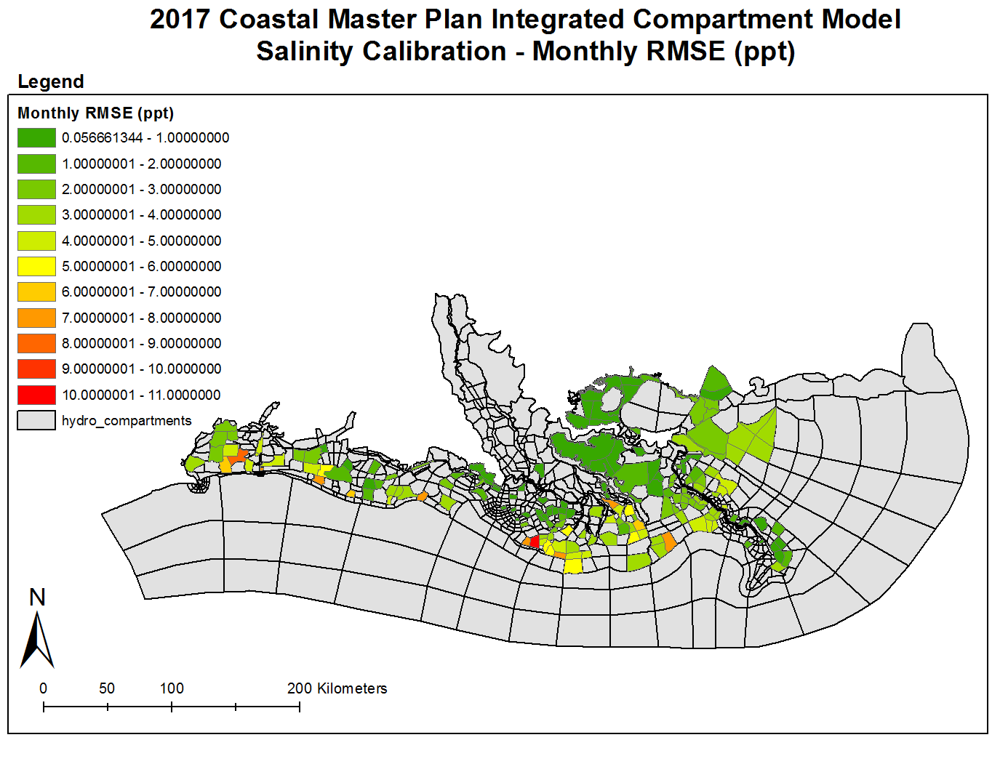 2017 Coastal Master Plan Integrated Compartment Model
Salinity Calibration - Monthly RMSE (ppt)
Legend
Monthly RMSE (ppt)
0.056661344 - 1.00000000
1.00000001 - 2.00000000
2.00000001 - 3.00000000
3.00000001 - 4.00000000
4.00000001 - 5.00000000
5.00000001 - 6.00000000
6.00000001 - 7.00000000
7.00000001 - 8.00000000
8.00000001 - 9.00000000
9.00000001 - 10.0000000
10.0000001 - 11.0000000
hydro_compartments
N
0 50 100 200 Kilometers